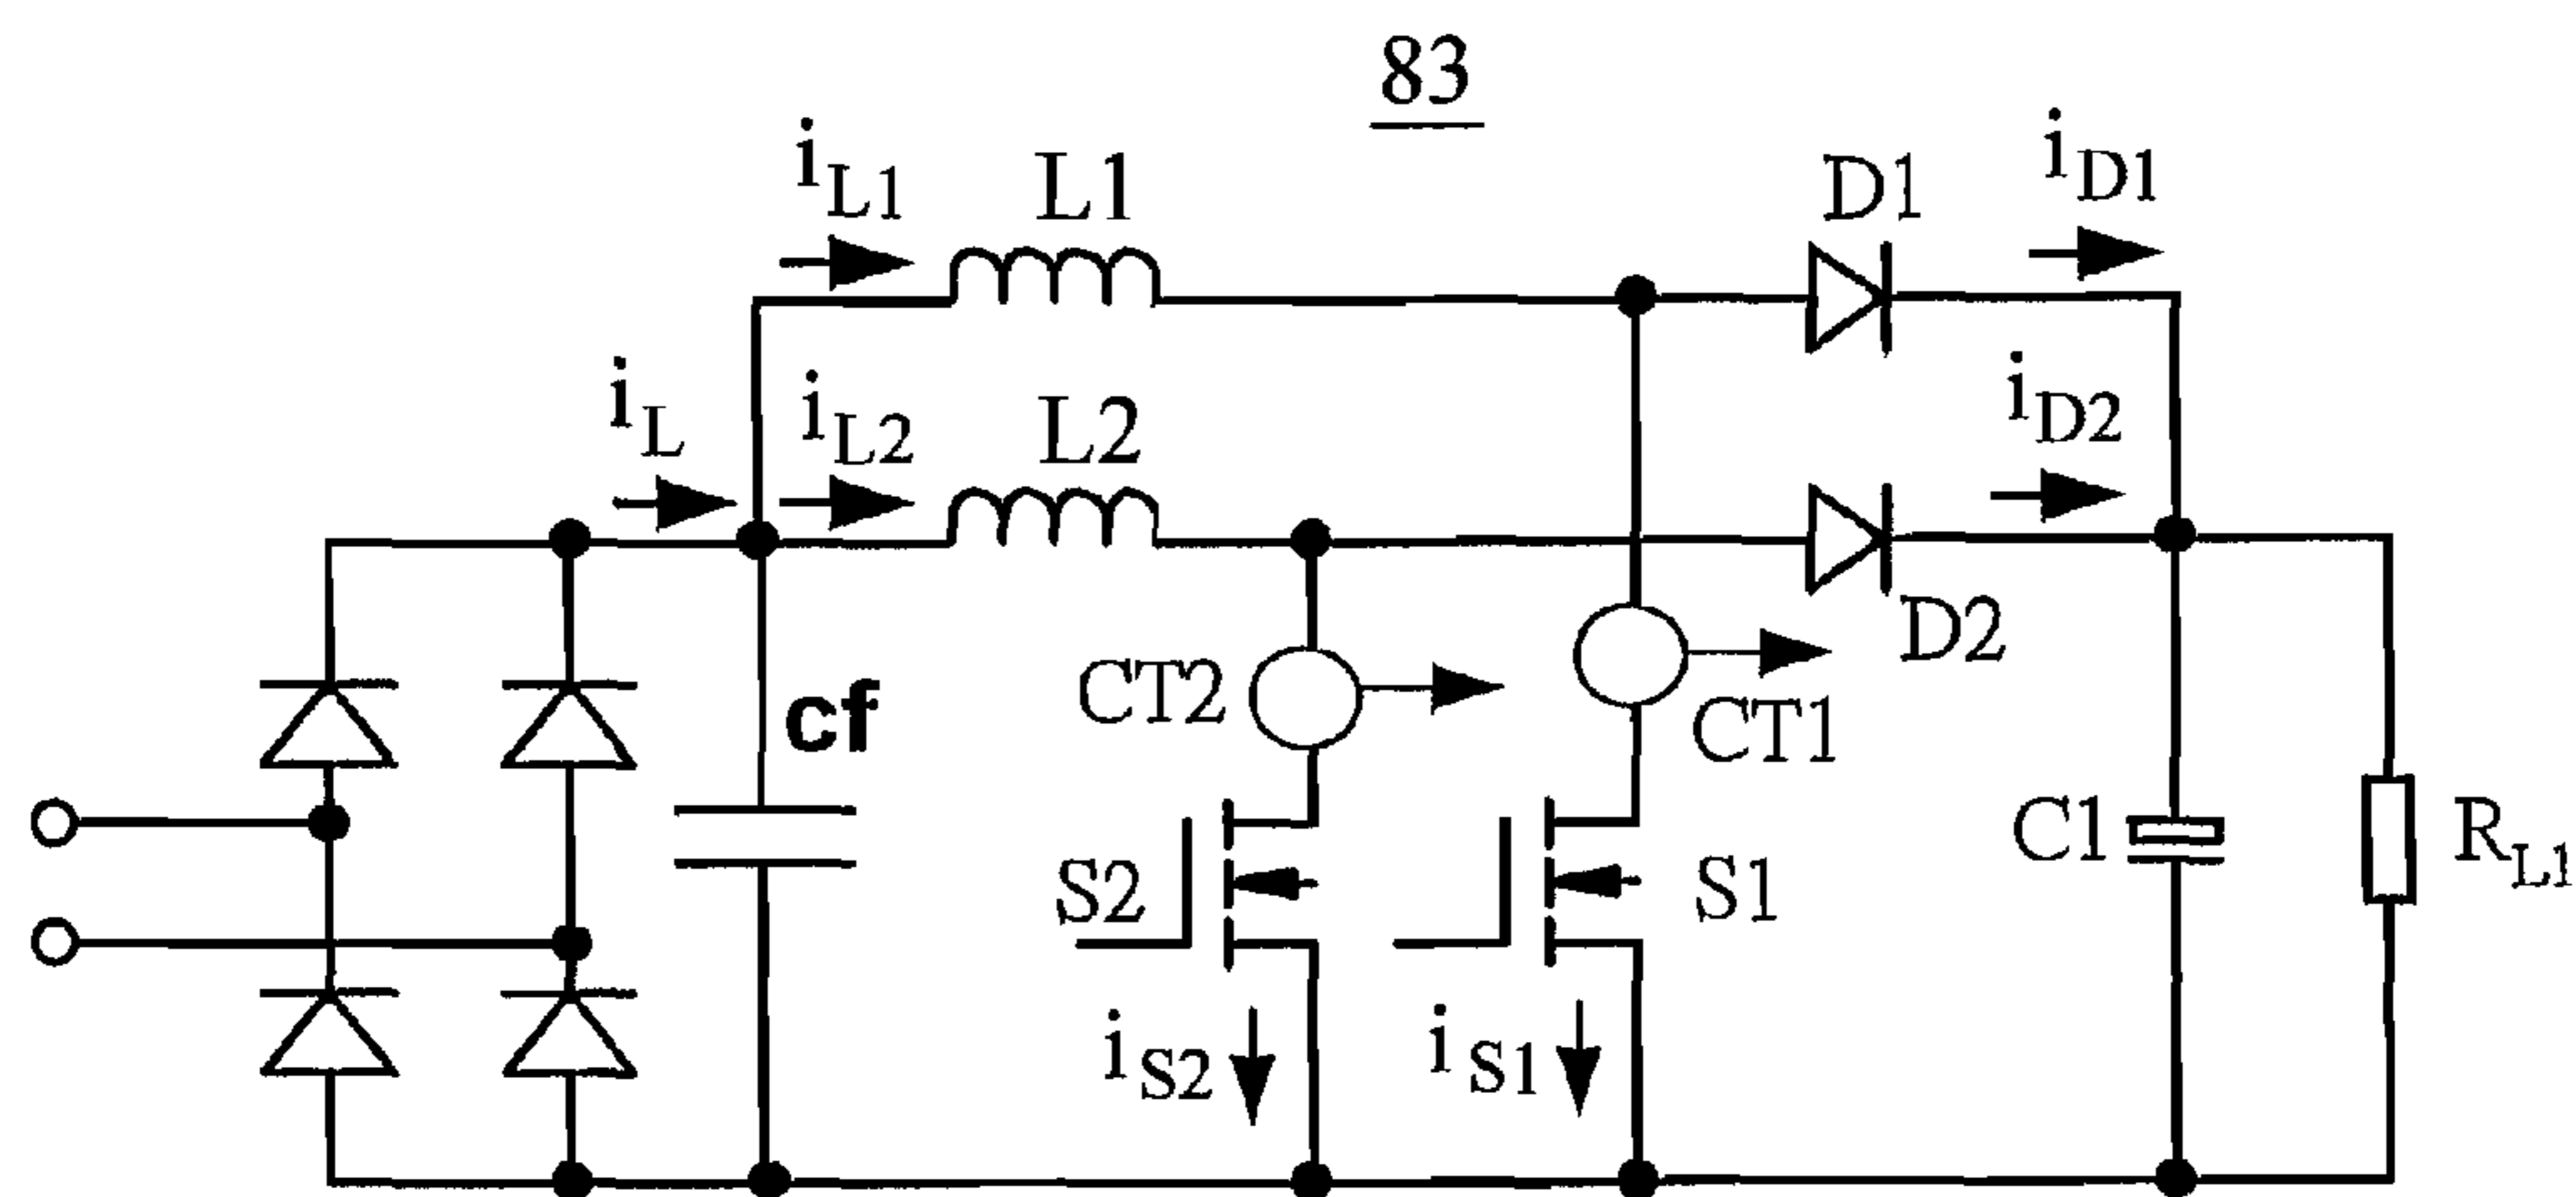 83
iL1
L1
D1
iD1
iL
iL2
L2
iD2
D2
CT2
cf
CT1
C1
RL1
S2
S1
iS2
iS1